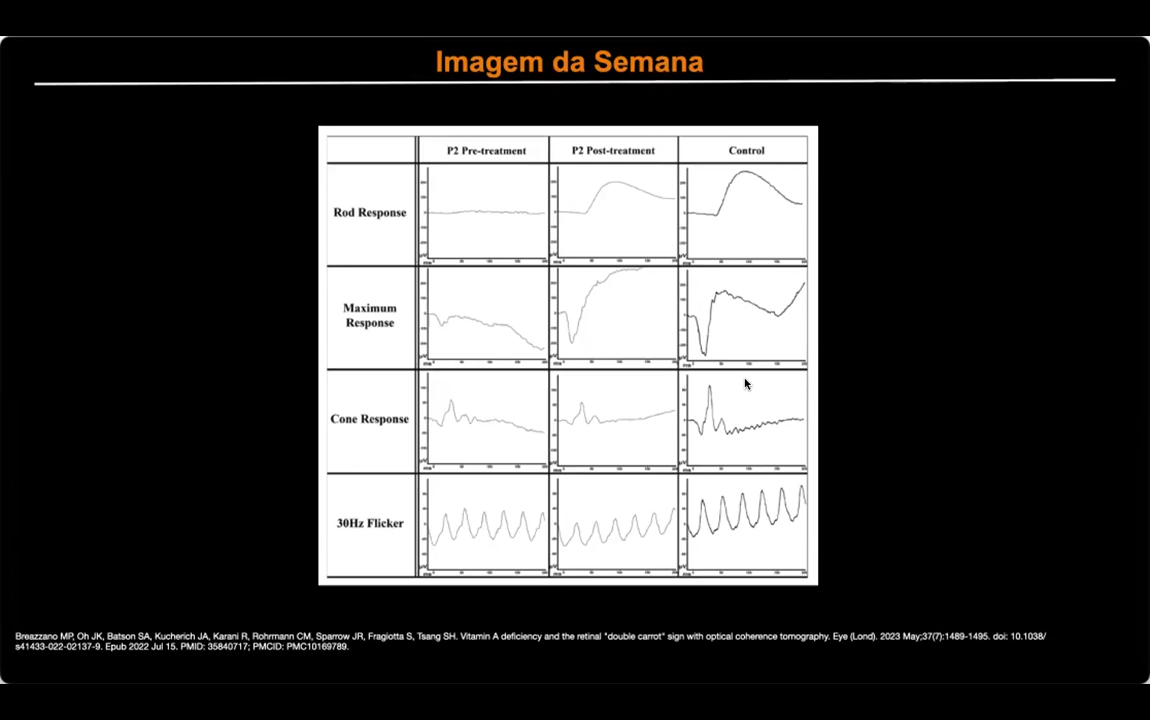 Imagem da Semana
P2 Pre-treatment
P2 Post-treatment
Control
Rod Response
Maximum
Response
Cone Response
30Hz Flicker
Breazzano MP, Oh JK, Batson SA, Kucherich JA, Karani R, Rohrmann CM, Sparrow JR, Fragiotta S, Tsang SH. Vitamin A deficiency and the retinal "double carrot" sign with optical coherence tomography. Eye (Lond). 2023 May;37(7):1489-1495. doi: 10.1038/
s41433-022-02137-9. Epub 2022 Jul 15. PMID: 35840717; PMCID: PMC10169789.